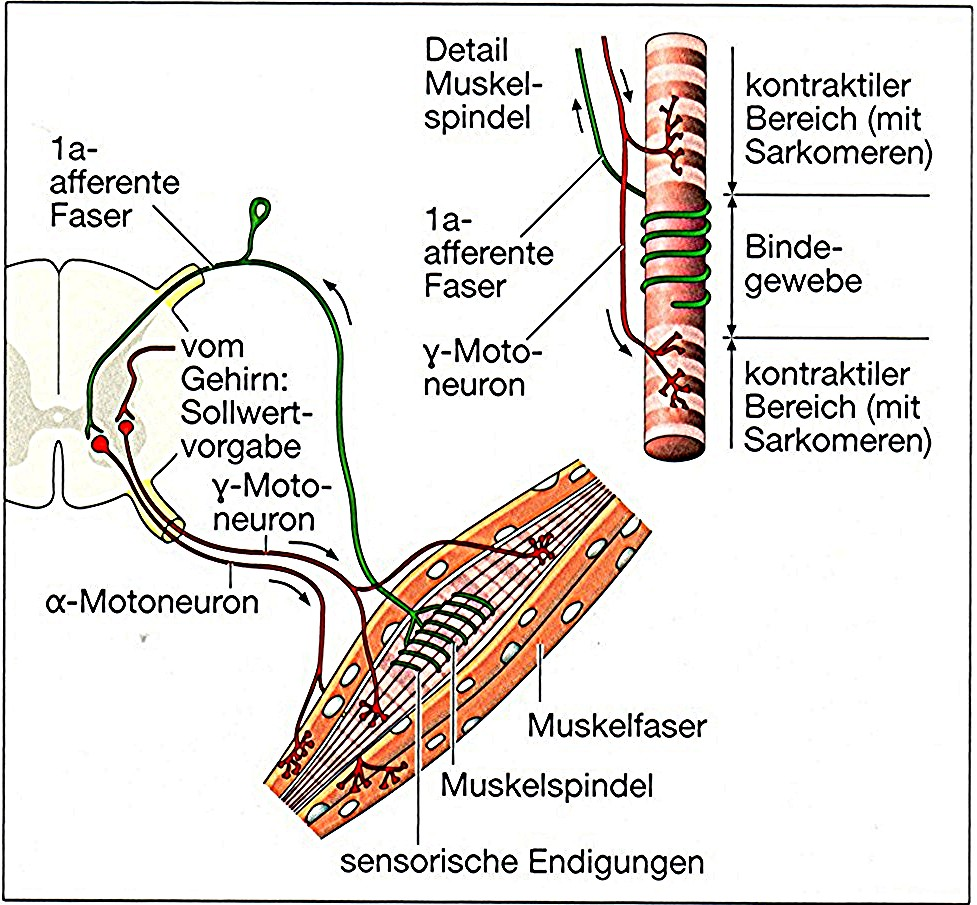 Detail
Muskel-
spindel
kontraktiler
Bereich (mit
Sarkomeren)
1a-
afferente
Faser
1a-
afferente
Faser
Binde-
gewebe
γ-Moto-
neuron
kontraktiler
Bereich (mit
Sarkomeren)
vom
Gehirn:
Sollwert-
vorgabe
γ-Moto-
neuron
α-Motoneuron
Muskelfaser
Muskelspindel
sensorische Endigungen